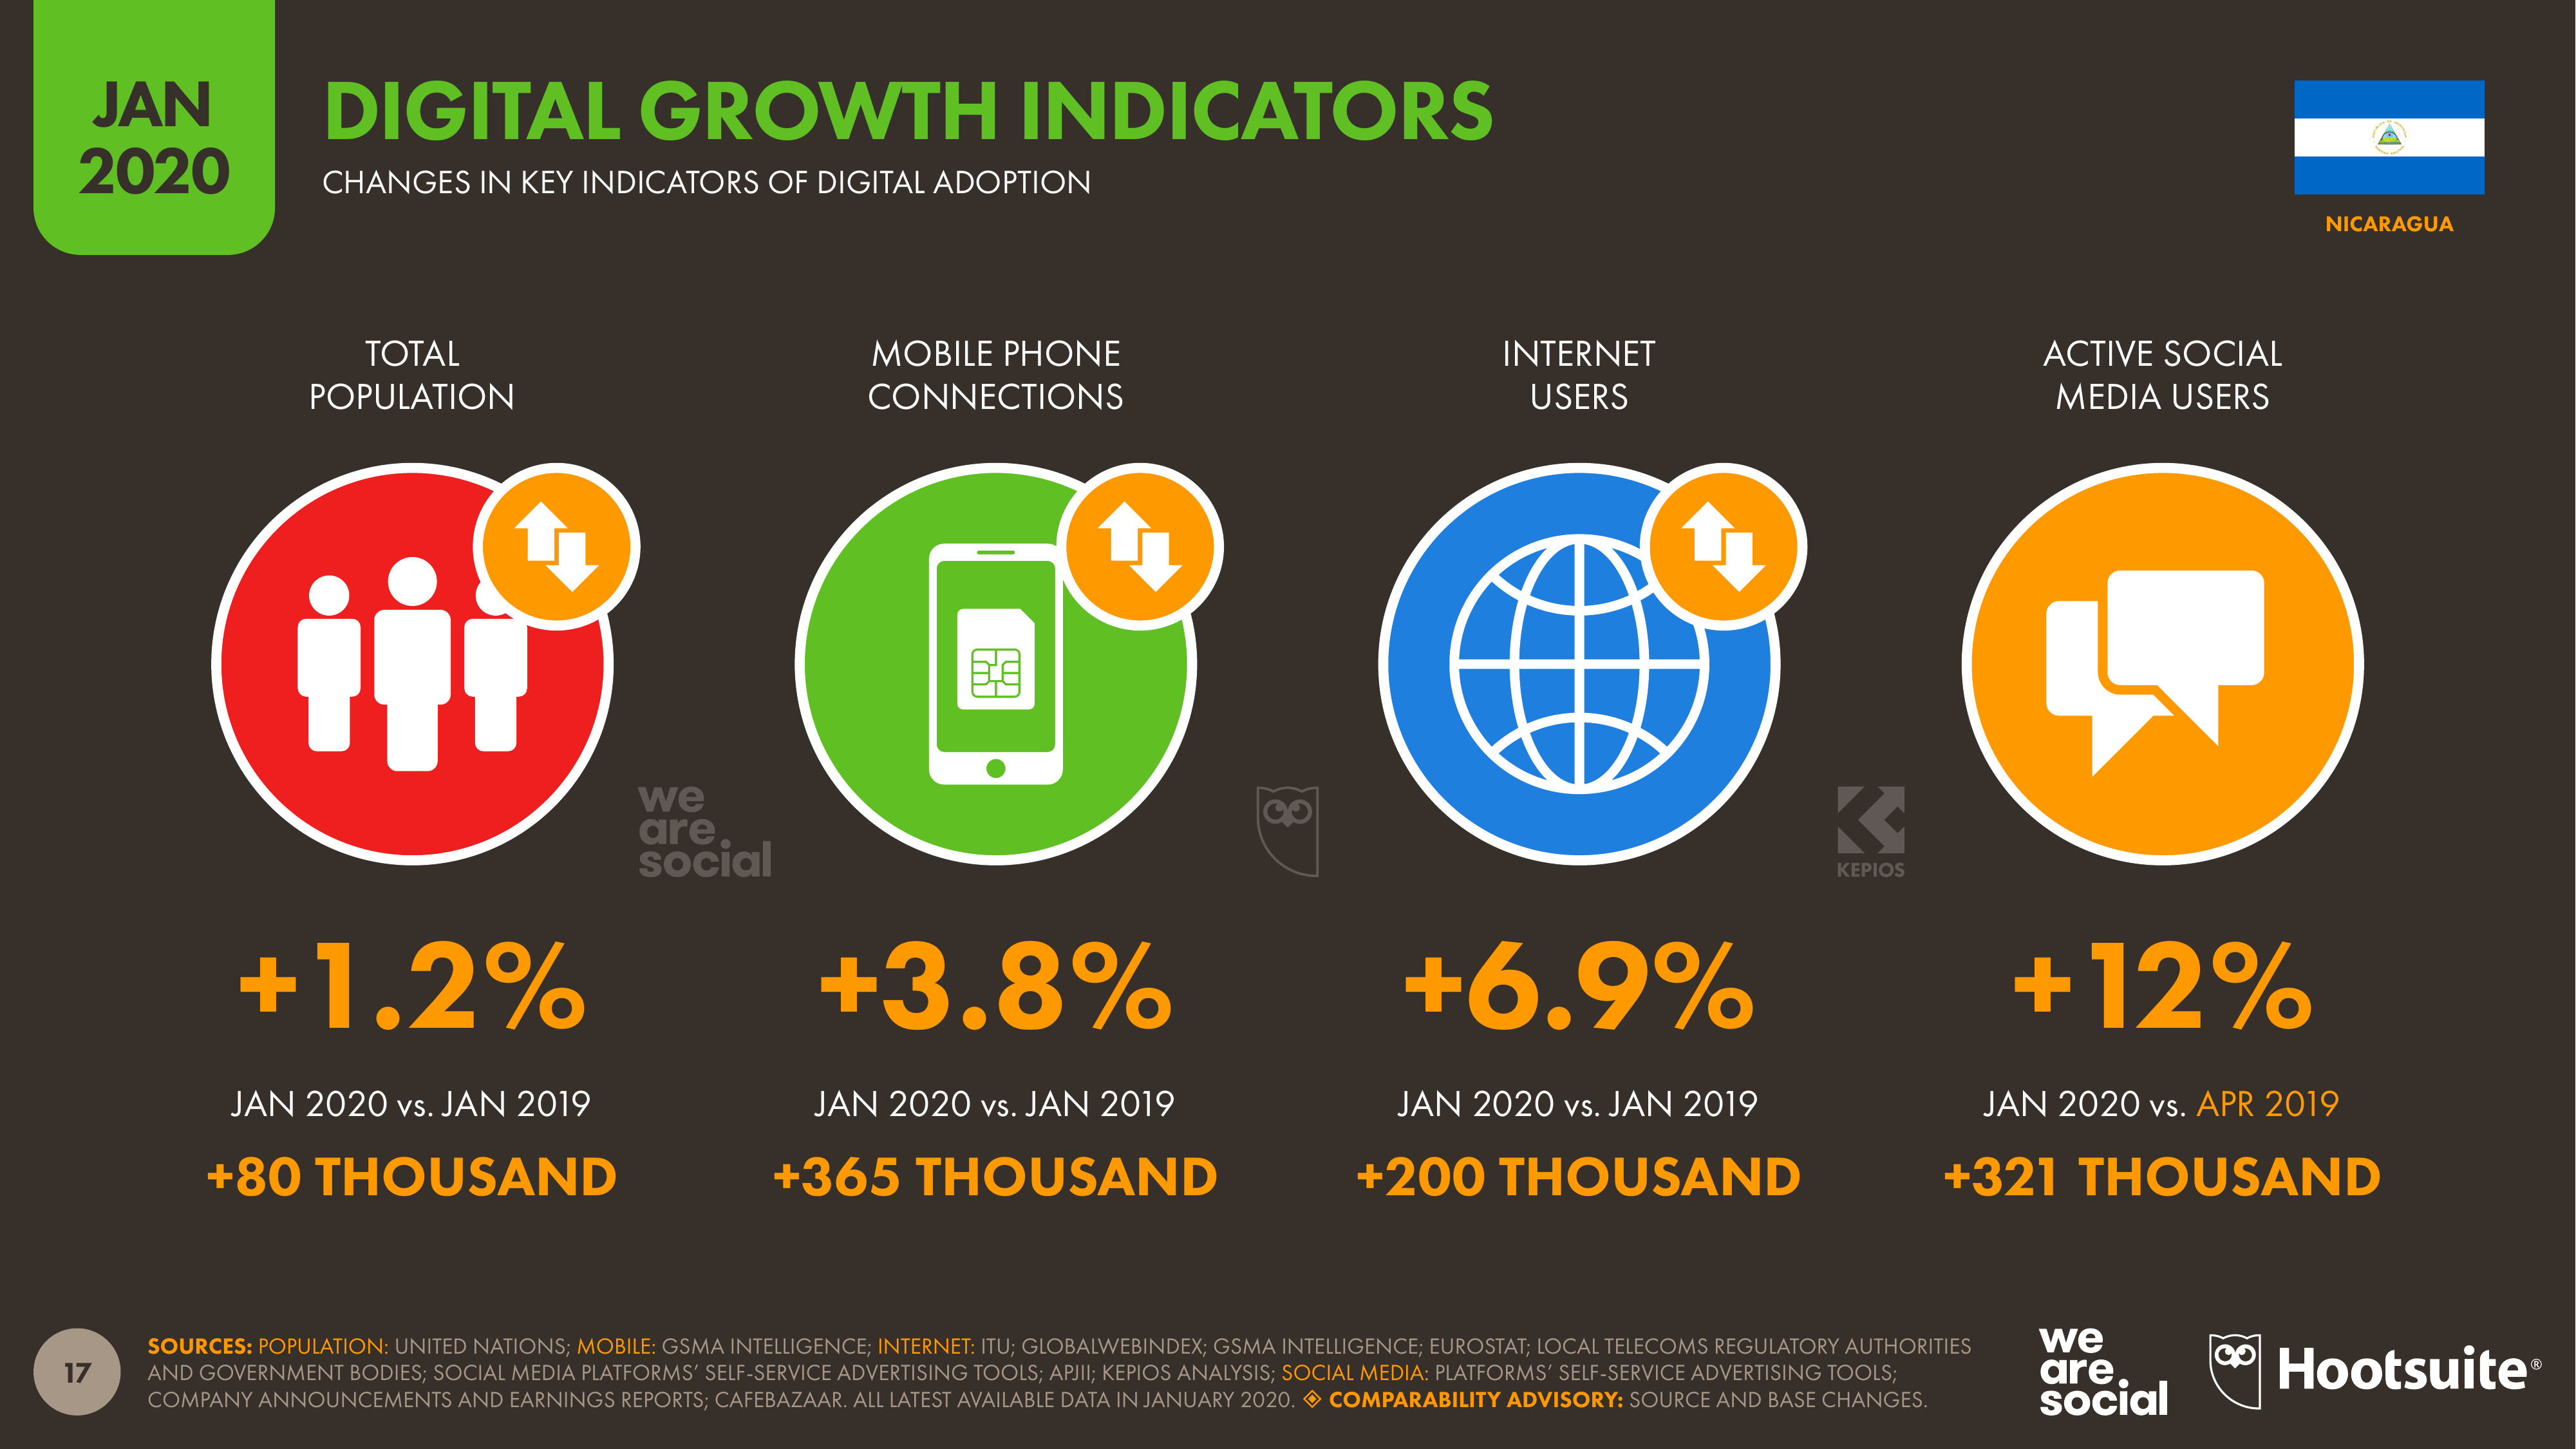 JAN
2020
DIGITAL GROWTH INDICATORS
CHANGES IN KEY INDICATORS OF DIGITAL ADOPTION
NICARAGUA
TOTAL
POPULATION
MOBILE PHONE
CONNECTIONS
INTERNET
USERS
ACTIVE SOCIAL
MEDIA USERS
we
are
social
KEPIOS
+1.2%
+3.8%
+6.9%
+12%
JAN 2020 vs. JAN 2019
JAN 2020 vs. JAN 2019
JAN 2020 vs. JAN 2019
JAN 2020 vs. APR 2019
+80 THOUSAND
+365 THOUSAND
+200 THOUSAND
+321 THOUSAND
17
SOURCES: POPULATION: UNITED NATIONS; MOBILE: GSMA INTELLIGENCE; INTERNET: ITU; GLOBALWEBINDEX; GSMA INTELLIGENCE; EUROSTAT; LOCAL TELECOMS REGULATORY AUTHORITIES
AND GOVERNMENT BODIES; SOCIAL MEDIA PLATFORMS' SELF-SERVICE ADVERTISING TOOLS; APJII; KEPIOS ANALYSIS; SOCIAL MEDIA: PLATFORMS' SELF-SERVICE ADVERTISING TOOLS;
COMPANY ANNOUNCEMENTS AND EARNINGS REPORTS; CAFEBAZAAR. ALL LATEST AVAILABLE DATA IN JANUARY 2020. ◈ COMPARABILITY ADVISORY: SOURCE AND BASE CHANGES.
we
are
social
Hootsuite®